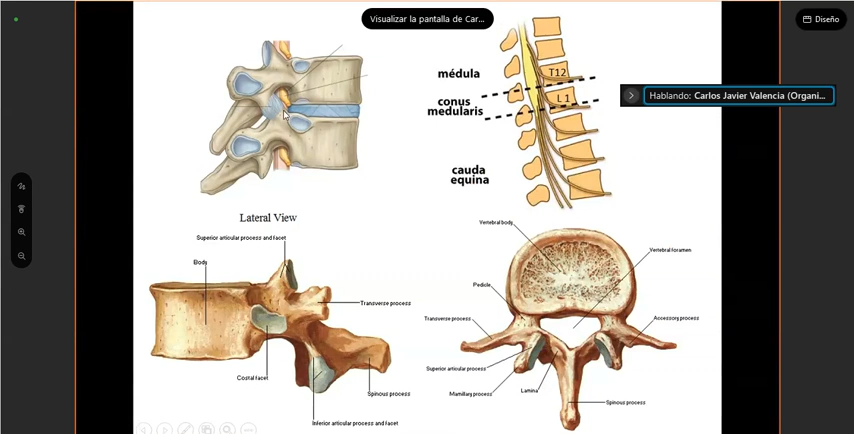 Visualizar la pantalla de Car...
Diseño
Hablando: Carlos Javier Valencia (Organi...
médula
T12
conus
medularis
L 1
cauda
equina
Lateral View
Superior articular process and facet
Body
Transverse process
Costal facet
Spinous process
Inferior articular process and facet
Vertebral body
Vertebral foramen
Pedicle
Transverse process
Accessory process
Superior articular process
Mamillary process
Lamina
Spinous process